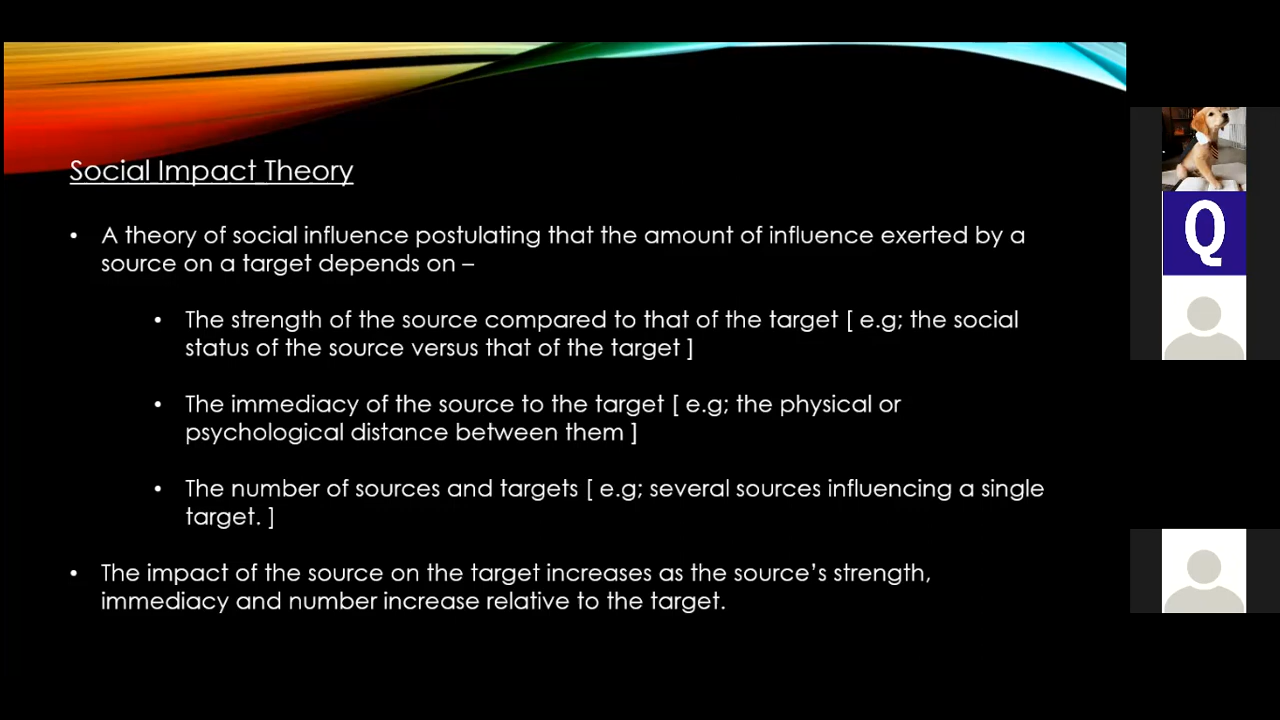 Social Impact Theory
• A theory of social influence postulating that the amount of influence exerted by a
source on a target depends on –
• The strength of the source compared to that of the target [ e.g; the social
status of the source versus that of the target ]
• The immediacy of the source to the target [ e.g; the physical or
psychological distance between them ]
• The number of sources and targets [ e.g; several sources influencing a single
target. ]
• The impact of the source on the target increases as the source’s strength,
immediacy and number increase relative to the target.
Q